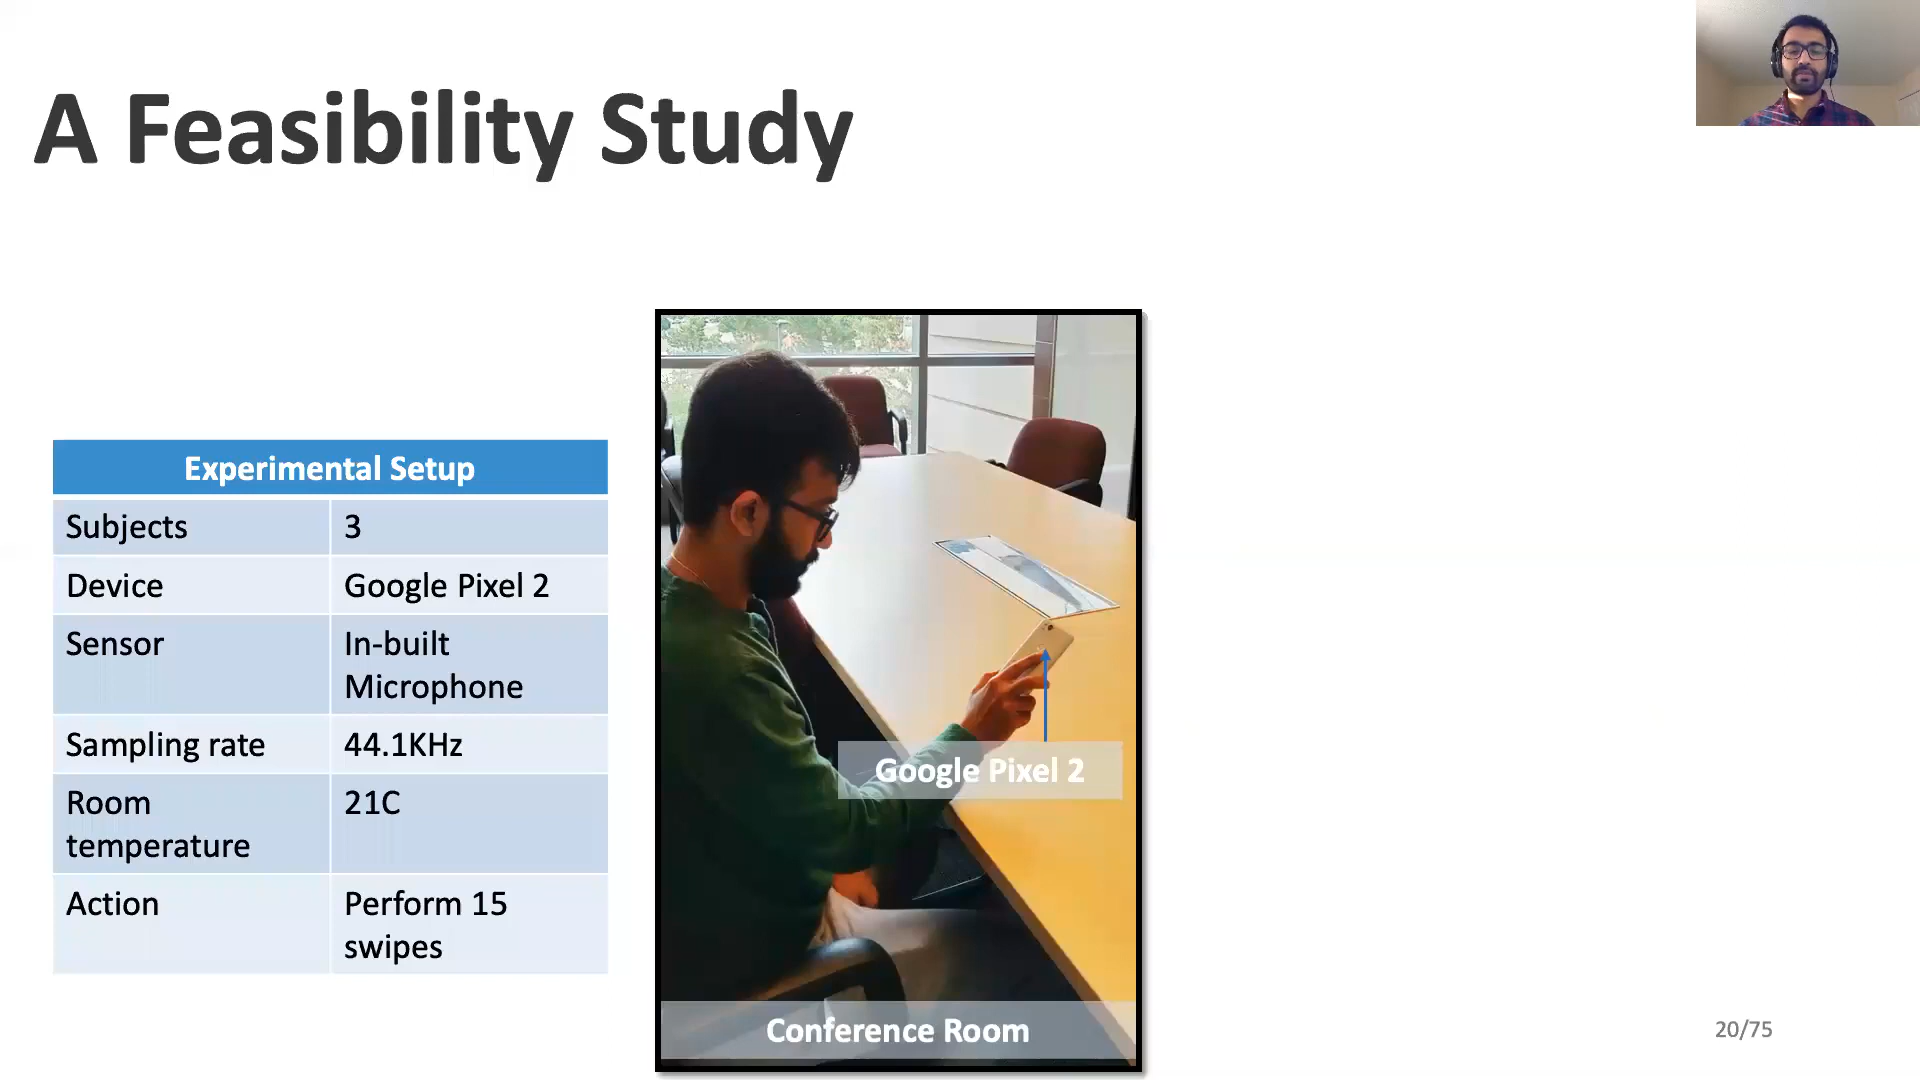 A Feasibility Study
Experimental Setup
Subjects 3
Device Google Pixel 2
Sensor In-built
Microphone
Sampling rate 44.1KHz
Room 21C
temperature
Action Perform 15
swipes
Google Pixel 2
Conference Room
20/75